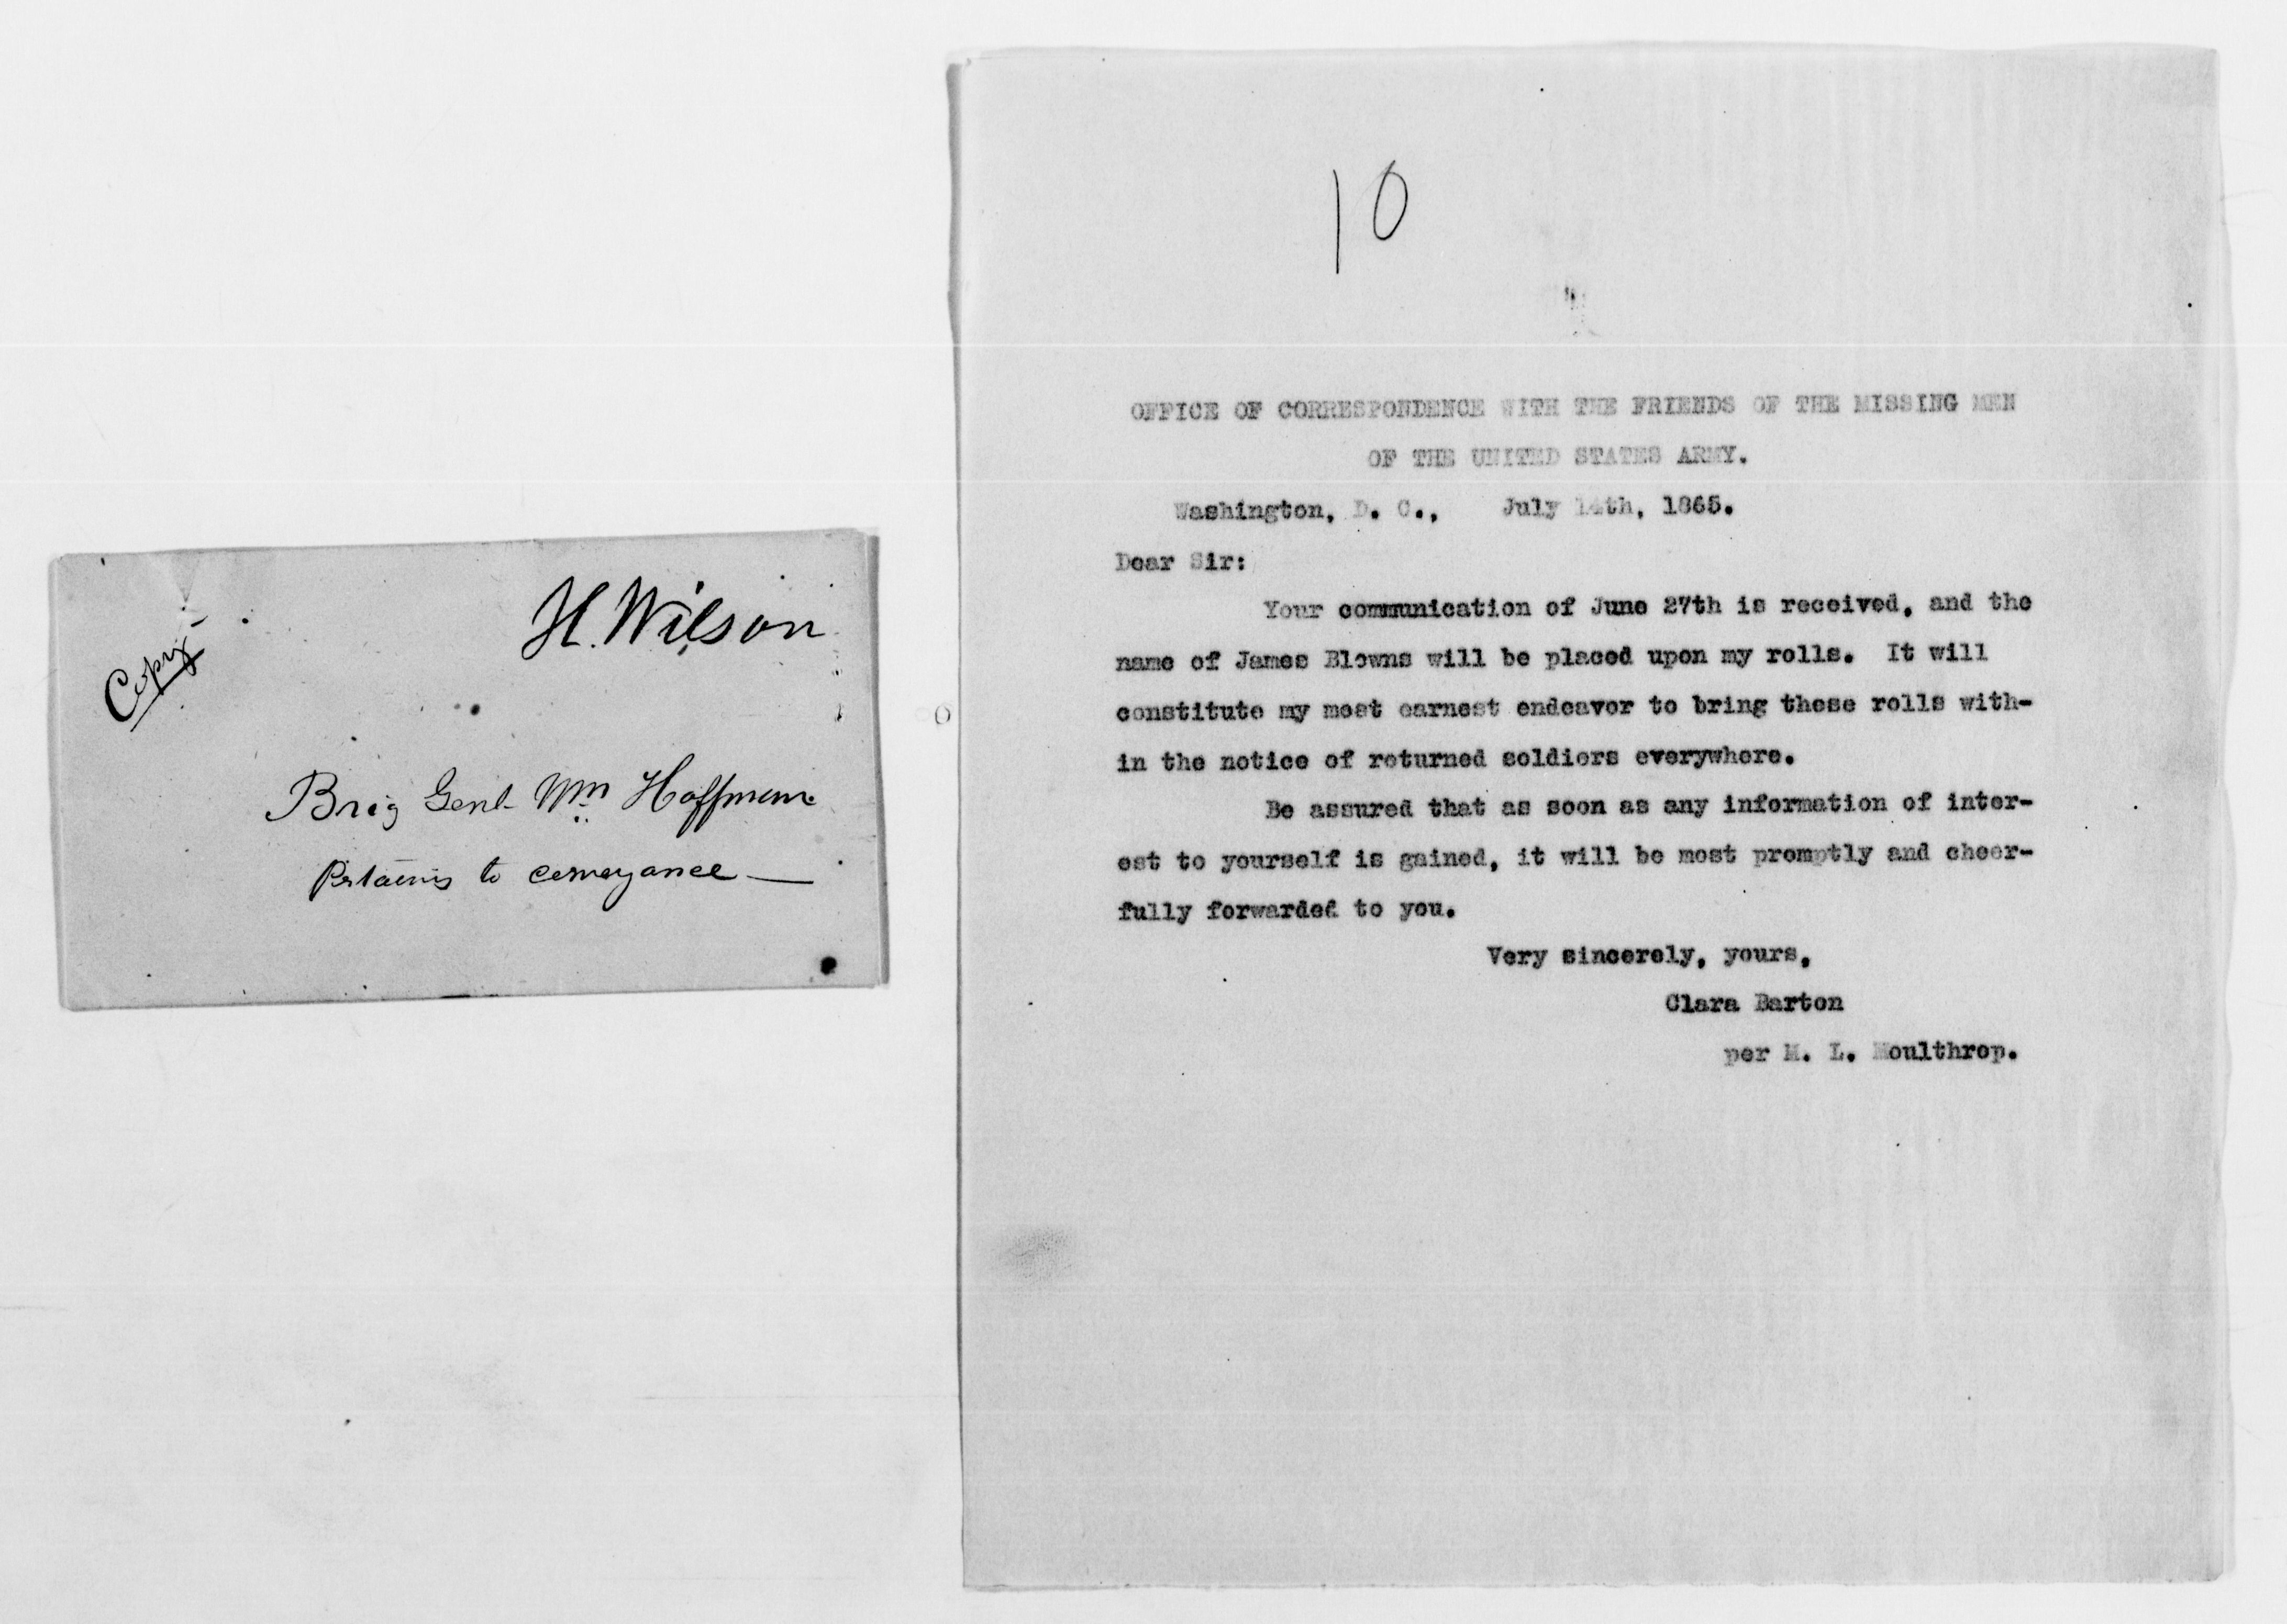 H. Wilson
Copy
Brig Genl Wm Hoffman
Pertains to conveyance —
10
OFFICE OF CORRESPONDENCE WITH THE FRIENDS OF THE MISSING MEN
OF THE UNITED STATES ARMY.
Washington, D. C., July 14th, 1865.
Dear Sir:
Your communication of June 27th is received, and the
name of James Blowns will be placed upon my rolls. It will
constitute my most earnest endeavor to bring these rolls with-
in the notice of returned soldiers everywhere.
Be assured that as soon as any information of inter-
est to yourself is gained, it will be most promptly and cheer-
fully forwarded to you.
Very sincerely, yours,
Clara Barton
per M. L. Moulthrop.